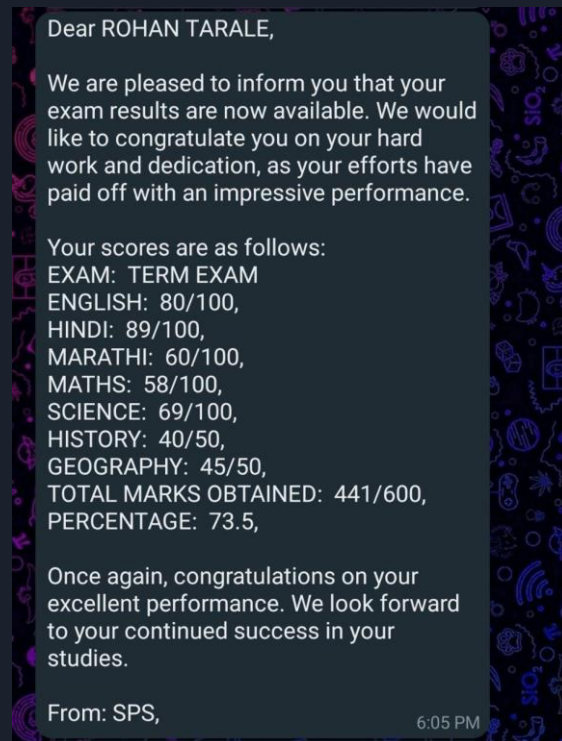 Dear ROHAN TARALE,
We are pleased to inform you that your
exam results are now available. We would
like to congratulate you on your hard
work and dedication, as your efforts have
paid off with an impressive performance.
Your scores are as follows:
EXAM:  TERM EXAM
ENGLISH:  80/100,
HINDI:  89/100,
MARATHI:  60/100,
MATHS:  58/100,
SCIENCE:  69/100,
HISTORY:  40/50,
GEOGRAPHY:  45/50,
TOTAL MARKS OBTAINED:  441/600,
PERCENTAGE:  73.5,
Once again, congratulations on your
excellent performance. We look forward
to your continued success in your
studies.
From: SPS,
6:05 PM
SiO₂
SiO₂